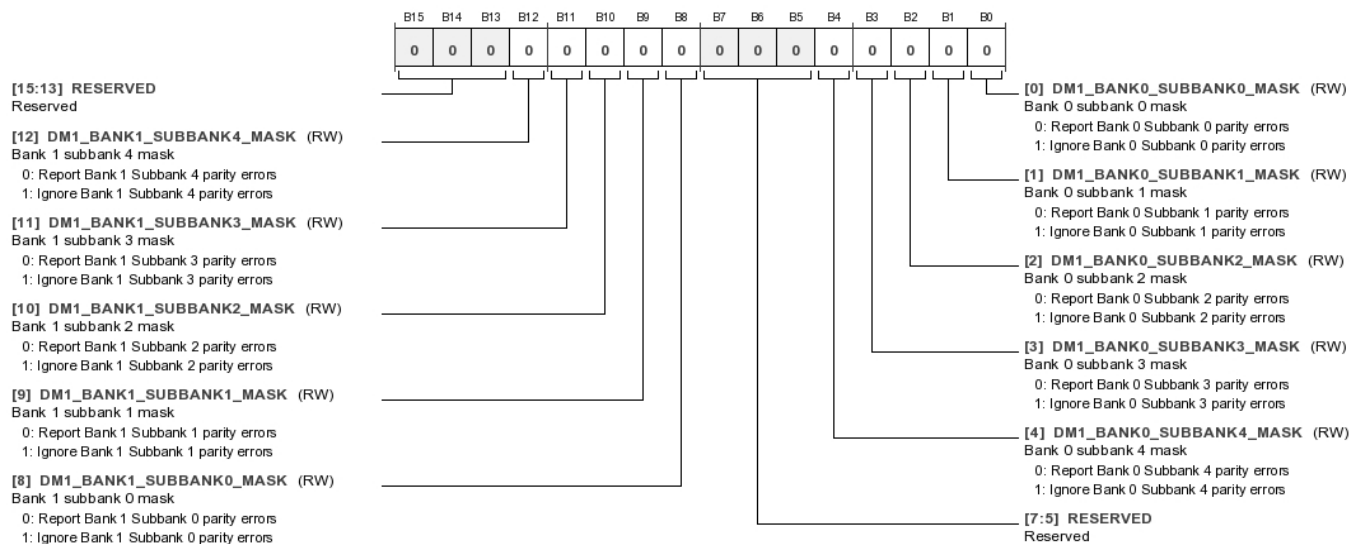 B15 B14 B13 B12 B11 B10 B9 B8 B7 B6 B5 B4 B3 B2 B1 B0
0 0 0 0 0 0 0 0 0 0 0 0 0 0 0 0
[15:13] RESERVED
Reserved
[12] DM1_BANK1_SUBBANK4_MASK (RW)
Bank 1 subbank 4 mask
0: Report Bank 1 Subbank 4 parity errors
1: Ignore Bank 1 Subbank 4 parity errors
[11] DM1_BANK1_SUBBANK3_MASK (RW)
Bank 1 subbank 3 mask
0: Report Bank 1 Subbank 3 parity errors
1: Ignore Bank 1 Subbank 3 parity errors
[10] DM1_BANK1_SUBBANK2_MASK (RW)
Bank 1 subbank 2 mask
0: Report Bank 1 Subbank 2 parity errors
1: Ignore Bank 1 Subbank 2 parity errors
[9] DM1_BANK1_SUBBANK1_MASK (RW)
Bank 1 subbank 1 mask
0: Report Bank 1 Subbank 1 parity errors
1: Ignore Bank 1 Subbank 1 parity errors
[8] DM1_BANK1_SUBBANK0_MASK (RW)
Bank 1 subbank 0 mask
0: Report Bank 1 Subbank 0 parity errors
1: Ignore Bank 1 Subbank 0 parity errors
[0] DM1_BANK0_SUBBANK0_MASK (RW)
Bank 0 subbank 0 mask
0: Report Bank 0 Subbank 0 parity errors
1: Ignore Bank 0 Subbank 0 parity errors
[1] DM1_BANK0_SUBBANK1_MASK (RW)
Bank 0 subbank 1 mask
0: Report Bank 0 Subbank 1 parity errors
1: Ignore Bank 0 Subbank 1 parity errors
[2] DM1_BANK0_SUBBANK2_MASK (RW)
Bank 0 subbank 2 mask
0: Report Bank 0 Subbank 2 parity errors
1: Ignore Bank 0 Subbank 2 parity errors
[3] DM1_BANK0_SUBBANK3_MASK (RW)
Bank 0 subbank 3 mask
0: Report Bank 0 Subbank 3 parity errors
1: Ignore Bank 0 Subbank 3 parity errors
[4] DM1_BANK0_SUBBANK4_MASK (RW)
Bank 0 subbank 4 mask
0: Report Bank 0 Subbank 4 parity errors
1: Ignore Bank 0 Subbank 4 parity errors
[7:5] RESERVED
Reserved